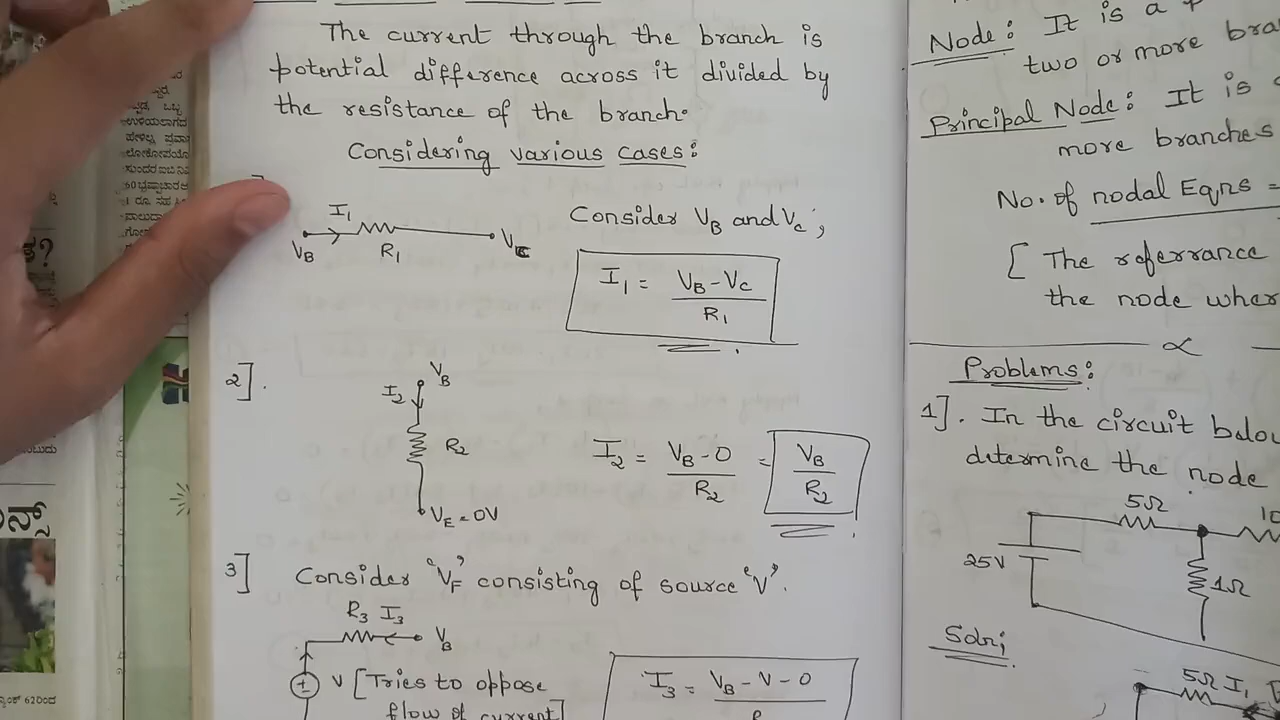 The current through the branch is
potential difference across it divided by
the resistance of the branch.
Considering various cases:
I1
VB
R1
VC
Consider VB and Vc,
I1 = VB - Vc / R1
2].
VB
I2
R2
VE = 0V
I2 = VB - 0 / R2 = VB / R2
3] Consider 'VF' consisting of source 'V'.
R3 I3
VB
V [Tries to oppose
flow of current]
I3 = VB - V - 0
Node: It is a
two or more
Principal Node: It is
more branches
No. of nodal Eqns =
[ The referrance
the node
Problems:
1]. In the circuit
determine the node
5Ω
25V
1Ω
Soln;
5Ω I1
ತ?
60
1 ರೂ.